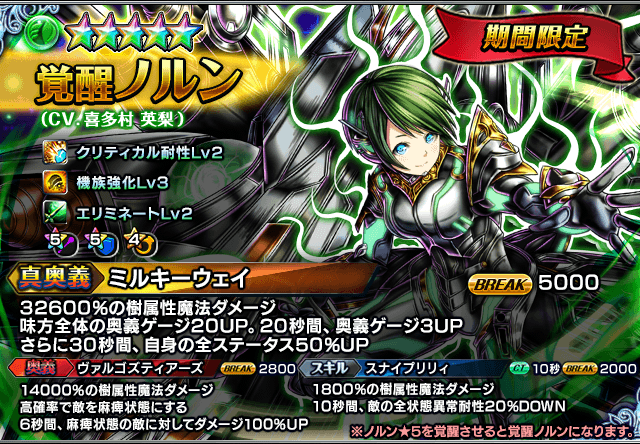 期間限定
覚醒ノルン
(CV.喜多村 英梨)
クリティカル耐性Lv2
機族強化Lv3
エリミネートLv2
5 5 4
真奥義 ミルキーウェイ BREAK 5000
32600%の樹属性魔法ダメージ
味方全体の奥義ゲージ20UP。20秒間、奥義ゲージ3UP
さらに30秒間、自身の全ステータス50%UP
奥義 ヴァルゴズティアーズ BREAK 2800
14000%の樹属性魔法ダメージ
高確率で敵を麻痺状態にする
6秒間、麻痺状態の敵に対してダメージ100%UP
スキル スナイプリリィ CT 10秒 BREAK 2000
1800%の樹属性魔法ダメージ
10秒間、敵の全状態異常耐性20%DOWN
※ノルン★5を覚醒させると覚醒ノルンになります。